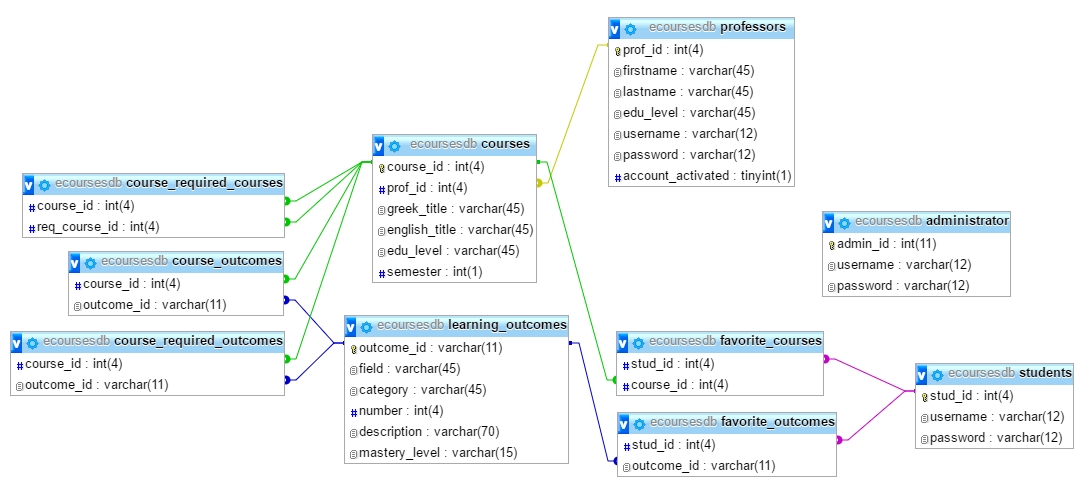 ecoursesdb professors
prof_id : int(4)
firstname : varchar(45)
lastname : varchar(45)
edu_level : varchar(45)
username : varchar(12)
password : varchar(12)
account_activated : tinyint(1)
ecoursesdb courses
course_id : int(4)
prof_id : int(4)
greek_title : varchar(45)
english_title : varchar(45)
edu_level : varchar(45)
semester : int(1)
ecoursesdb course_required_courses
course_id : int(4)
req_course_id : int(4)
ecoursesdb administrator
admin_id : int(11)
username : varchar(12)
password : varchar(12)
ecoursesdb course_outcomes
course_id : int(4)
outcome_id : varchar(11)
ecoursesdb learning_outcomes
outcome_id : varchar(11)
field : varchar(45)
category : varchar(45)
number : int(4)
description : varchar(70)
mastery_level : varchar(15)
ecoursesdb course_required_outcomes
course_id : int(4)
outcome_id : varchar(11)
ecoursesdb favorite_courses
stud_id : int(4)
course_id : int(4)
ecoursesdb students
stud_id : int(4)
username : varchar(12)
password : varchar(12)
ecoursesdb favorite_outcomes
stud_id : int(4)
outcome_id : varchar(11)